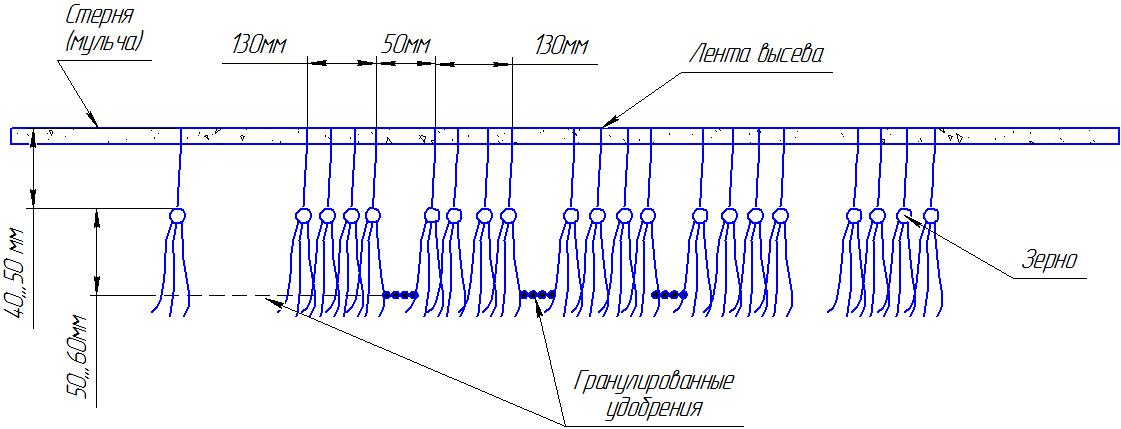 Стерня
(мульча)
130мм
50мм
130мм
Лента высева
40,,,50 мм
50,,,60мм
Зерно
Гранулированные
удобрения